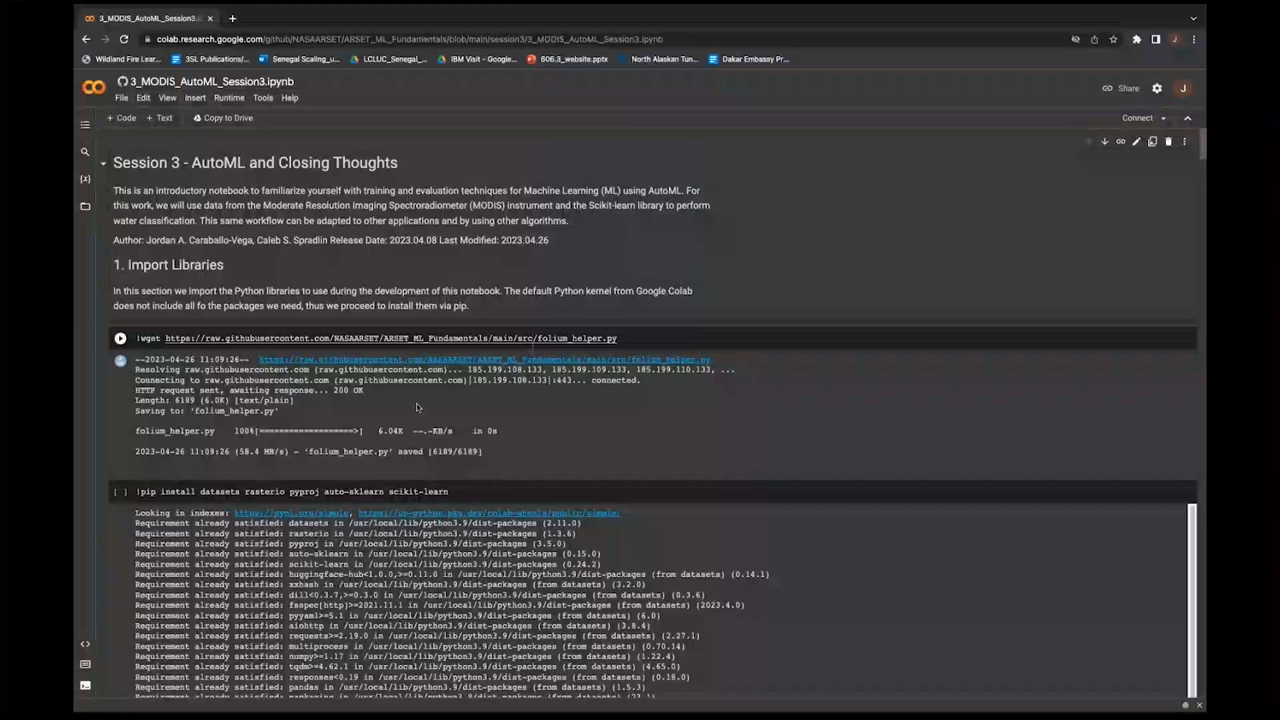 3_MODIS_AutoML_Session3.i
colab.research.google.com/github/NASAARSET/ARSET_ML_Fundamentals/blob/main/session3/3_MODIS_AutoML_Session3.ipynb
Wildland Fire Lear... 3SL Publications/... Senegal Scaling_u... LCLUC_Senegal_... IBM Visit - Google... 606.3_website.pptx North Alaskan Tun... Dakar Embassy Pr...
3_MODIS_AutoML_Session3.ipynb
File Edit View Insert Runtime Tools Help
Share J
+ Code + Text Copy to Drive Connect
Session 3 - AutoML and Closing Thoughts
This is an introductory notebook to familiarize yourself with training and evaluation techniques for Machine Learning (ML) using AutoML. For
this work, we will use data from the Moderate Resolution Imaging Spectroradiometer (MODIS) instrument and the Scikit-learn library to perform
water classification. This same workflow can be adapted to other applications and by using other algorithms.
Author: Jordan A. Caraballo-Vega, Caleb S. Spradlin Release Date: 2023.04.08 Last Modified: 2023.04.26
1. Import Libraries
In this section we import the Python libraries to use during the development of this notebook. The default Python kernel from Google Colab
does not include all fo the packages we need, thus we proceed to install them via pip.
!wget https://raw.githubusercontent.com/NASAARSET/ARSET_ML_Fundamentals/main/src/folium_helper.py
--2023-04-26 11:09:26-- https://raw.githubusercontent.com/NASAARSET/ARSET_ML_Fundamentals/main/src/folium_helper.py
Resolving raw.githubusercontent.com (raw.githubusercontent.com)... 185.199.108.133, 185.199.109.133, 185.199.110.133, ...
Connecting to raw.githubusercontent.com (raw.githubusercontent.com)|185.199.108.133|:443... connected.
HTTP request sent, awaiting response... 200 OK
Length: 6189 (6.0K) [text/plain]
Saving to: 'folium_helper.py'
folium_helper.py 100%[===================>] 6.04K --.-KB/s in 0s
2023-04-26 11:09:26 (58.4 MB/s) - 'folium_helper.py' saved [6189/6189]
[ ] !pip install datasets rasterio pyproj auto-sklearn scikit-learn
Looking in indexes: https://pypi.org/simple, https://us-python.pkg.dev/colab-wheels/public/simple/
Requirement already satisfied: datasets in /usr/local/lib/python3.9/dist-packages (2.11.0)
Requirement already satisfied: rasterio in /usr/local/lib/python3.9/dist-packages (1.3.6)
Requirement already satisfied: pyproj in /usr/local/lib/python3.9/dist-packages (3.5.0)
Requirement already satisfied: auto-sklearn in /usr/local/lib/python3.9/dist-packages (0.15.0)
Requirement already satisfied: scikit-learn in /usr/local/lib/python3.9/dist-packages (0.24.2)
Requirement already satisfied: huggingface-hub<1.0.0,>=0.11.0 in /usr/local/lib/python3.9/dist-packages (from datasets) (0.14.1)
Requirement already satisfied: xxhash in /usr/local/lib/python3.9/dist-packages (from datasets) (3.2.0)
Requirement already satisfied: dill<0.3.7,>=0.3.0 in /usr/local/lib/python3.9/dist-packages (from datasets) (0.3.6)
Requirement already satisfied: fsspec[http]>=2021.11.1 in /usr/local/lib/python3.9/dist-packages (from datasets) (2023.4.0)
Requirement already satisfied: pyyaml>=5.1 in /usr/local/lib/python3.9/dist-packages (from datasets) (6.0)
Requirement already satisfied: aiohttp in /usr/local/lib/python3.9/dist-packages (from datasets) (3.8.4)
Requirement already satisfied: requests>=2.19.0 in /usr/local/lib/python3.9/dist-packages (from datasets) (2.27.1)
Requirement already satisfied: multiprocess in /usr/local/lib/python3.9/dist-packages (from datasets) (0.70.14)
Requirement already satisfied: numpy>=1.17 in /usr/local/lib/python3.9/dist-packages (from datasets) (1.22.4)
Requirement already satisfied: tqdm>=4.62.1 in /usr/local/lib/python3.9/dist-packages (from datasets) (4.65.0)
Requirement already satisfied: responses<0.19 in /usr/local/lib/python3.9/dist-packages (from datasets) (0.18.0)
Requirement already satisfied: pandas in /usr/local/lib/python3.9/dist-packages (from datasets) (1.5.3)
Requirement already satisfied: packaging in /usr/local/lib/python3.9/dist-packages (from datasets) (23.1)